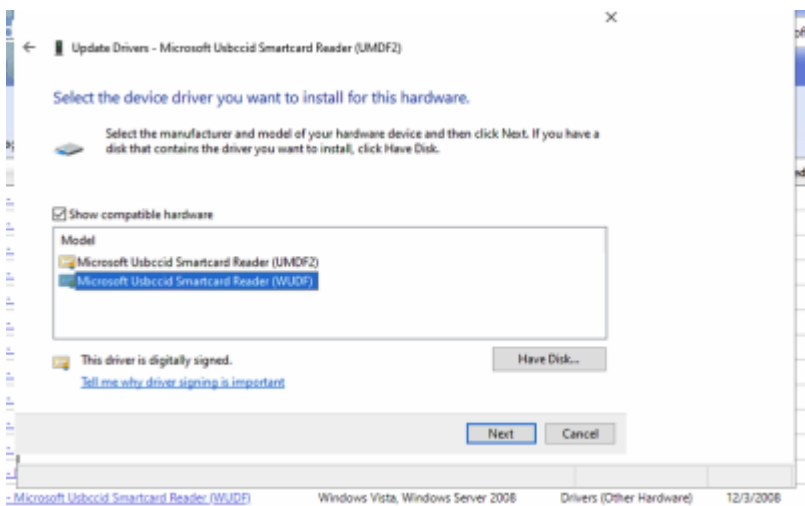 Update Drivers - Microsoft Usbccid Smartcard Reader (UMDF2)
Select the device driver you want to install for this hardware.
Select the manufacturer and model of your hardware device and then click Next. If you have a
disk that contains the driver you want to install, click Have Disk.
Show compatible hardware
Model
Microsoft Usbccid Smartcard Reader (UMDF2)
Microsoft Usbccid Smartcard Reader (WUDF)
This driver is digitally signed.
Have Disk...
Tell me why driver signing is important
Next
Cancel
- Microsoft Usbccid Smartcard Reader (WUDF) Windows Vista, Windows Server 2008 Drivers (Other Hardware) 12/3/2008